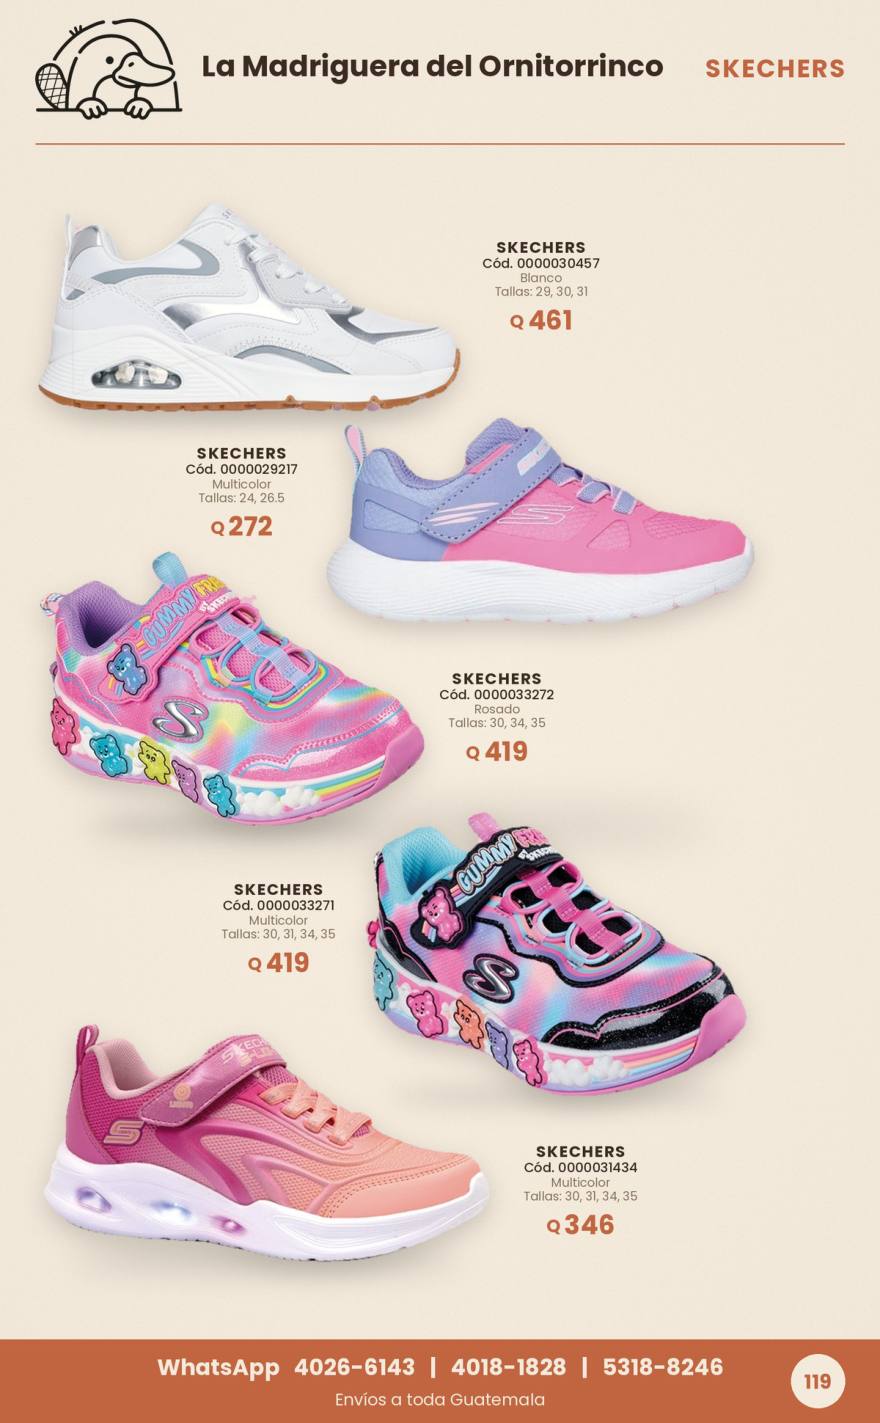 La Madriguera del Ornitorrinco
SKECHERS
SKECHERS
Cód. 0000030457
Blanco
Tallas: 29, 30, 31
Q 461
SKECHERS
Cód. 0000029217
Multicolor
Tallas: 24, 26.5
Q 272
GUMMY
SKECHERS
Cód. 0000033272
Rosado
Tallas: 30, 34, 35
Q 419
GUMMY
SKECHERS
Cód. 0000033271
Multicolor
Tallas: 30, 31, 34, 35
Q 419
SKECHERS
Cód. 0000031434
Multicolor
Tallas: 30, 31, 34, 35
Q 346
WhatsApp 4026-6143 | 4018-1828 | 5318-8246
Envíos a toda Guatemala
119